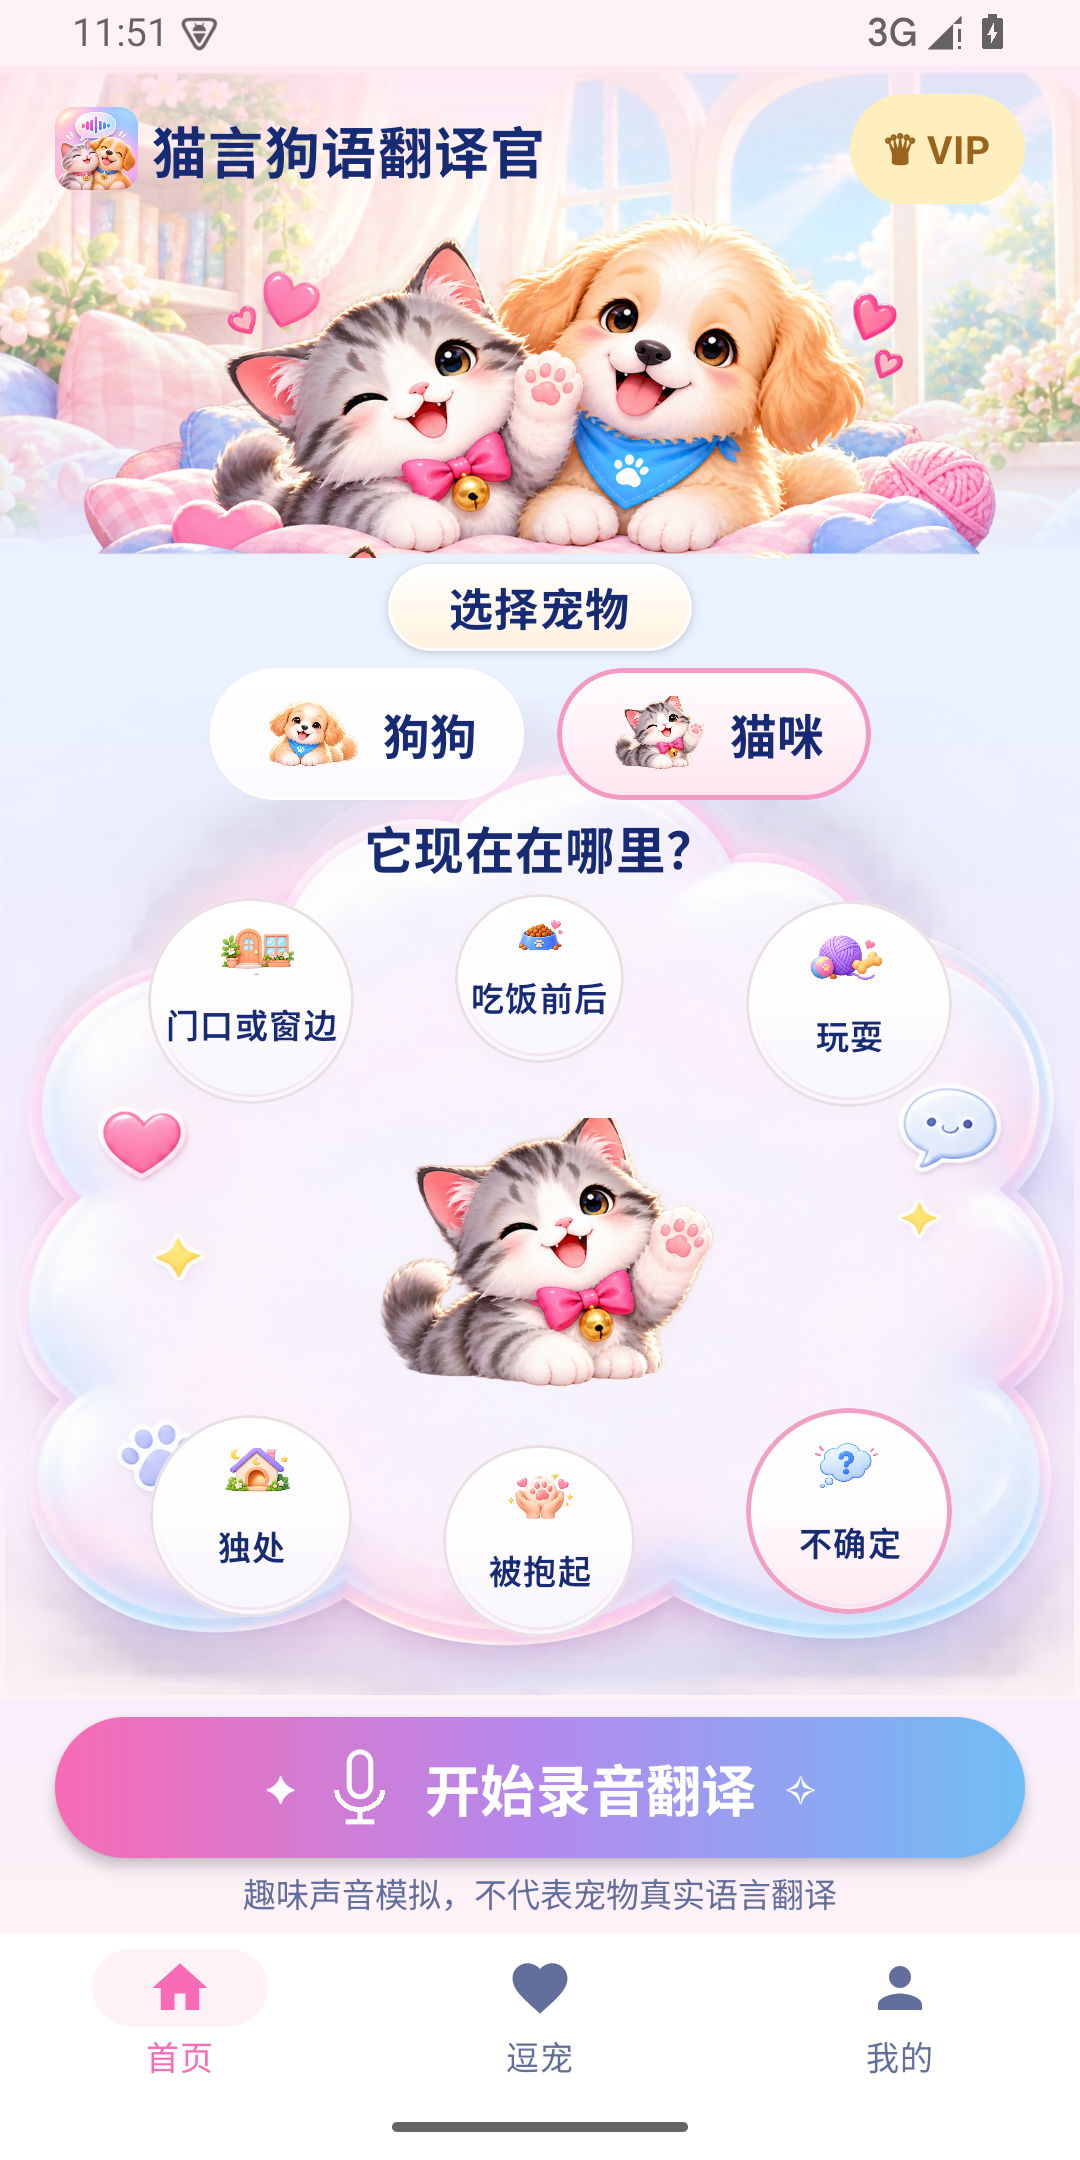 11:51
3G
猫言狗语翻译官
VIP
选择宠物
狗狗
猫咪
它现在在哪里?
门口或窗边
吃饭前后
玩耍
独处
被抱起
不确定
开始录音翻译
趣味声音模拟，不代表宠物真实语言翻译
首页
逗宠
我的